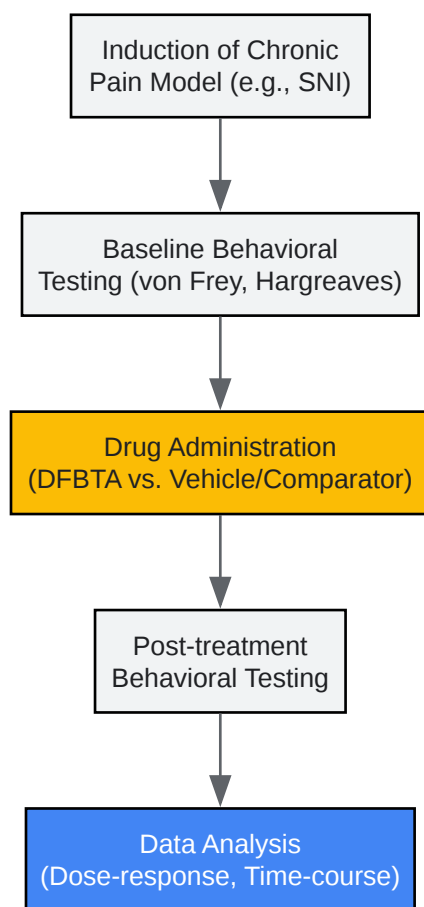 Induction of Chronic
Pain Model (e.g., SNI)
Baseline Behavioral
Testing (von Frey, Hargreaves)
Drug Administration
(DFBTA vs. Vehicle/Comparator)
Post-treatment
Behavioral Testing
Data Analysis
(Dose-response, Time-course)